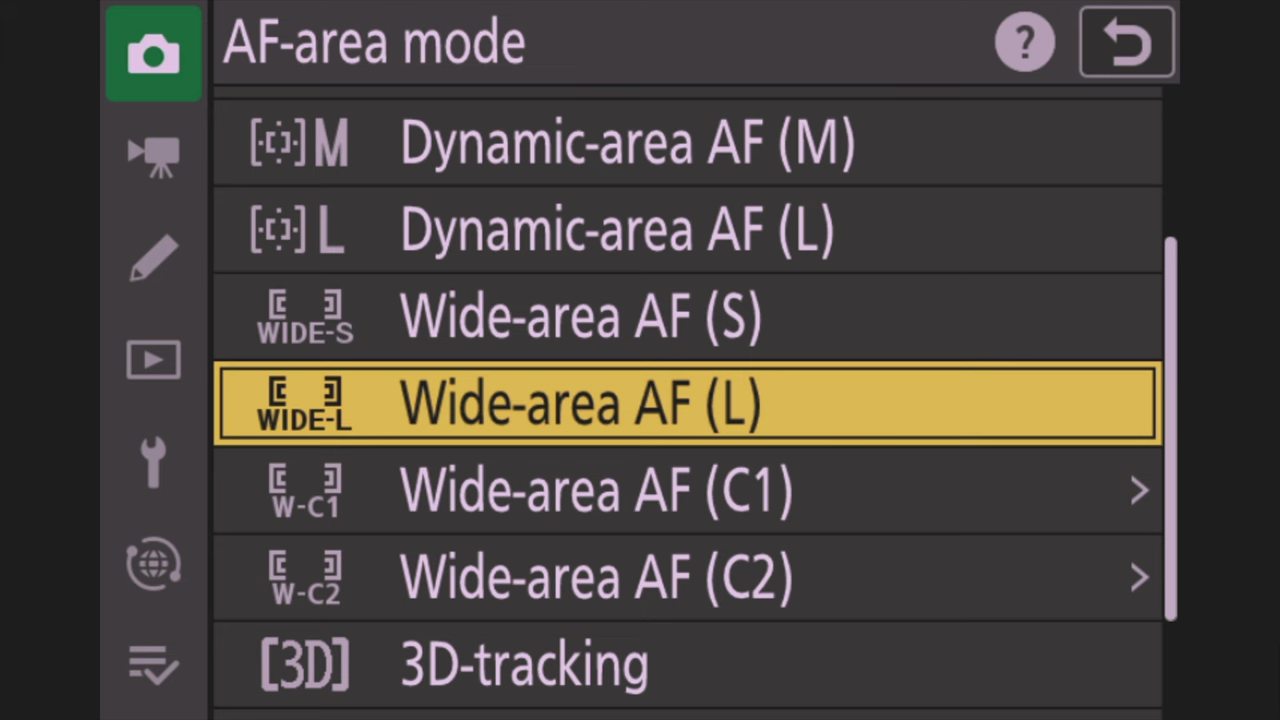 AF-area mode ?
[ ]M Dynamic-area AF (M)
[ ]L Dynamic-area AF (L)
WIDE-S Wide-area AF (S)
WIDE-L Wide-area AF (L)
W-C1 Wide-area AF (C1) >
W-C2 Wide-area AF (C2) >
[3D] 3D-tracking